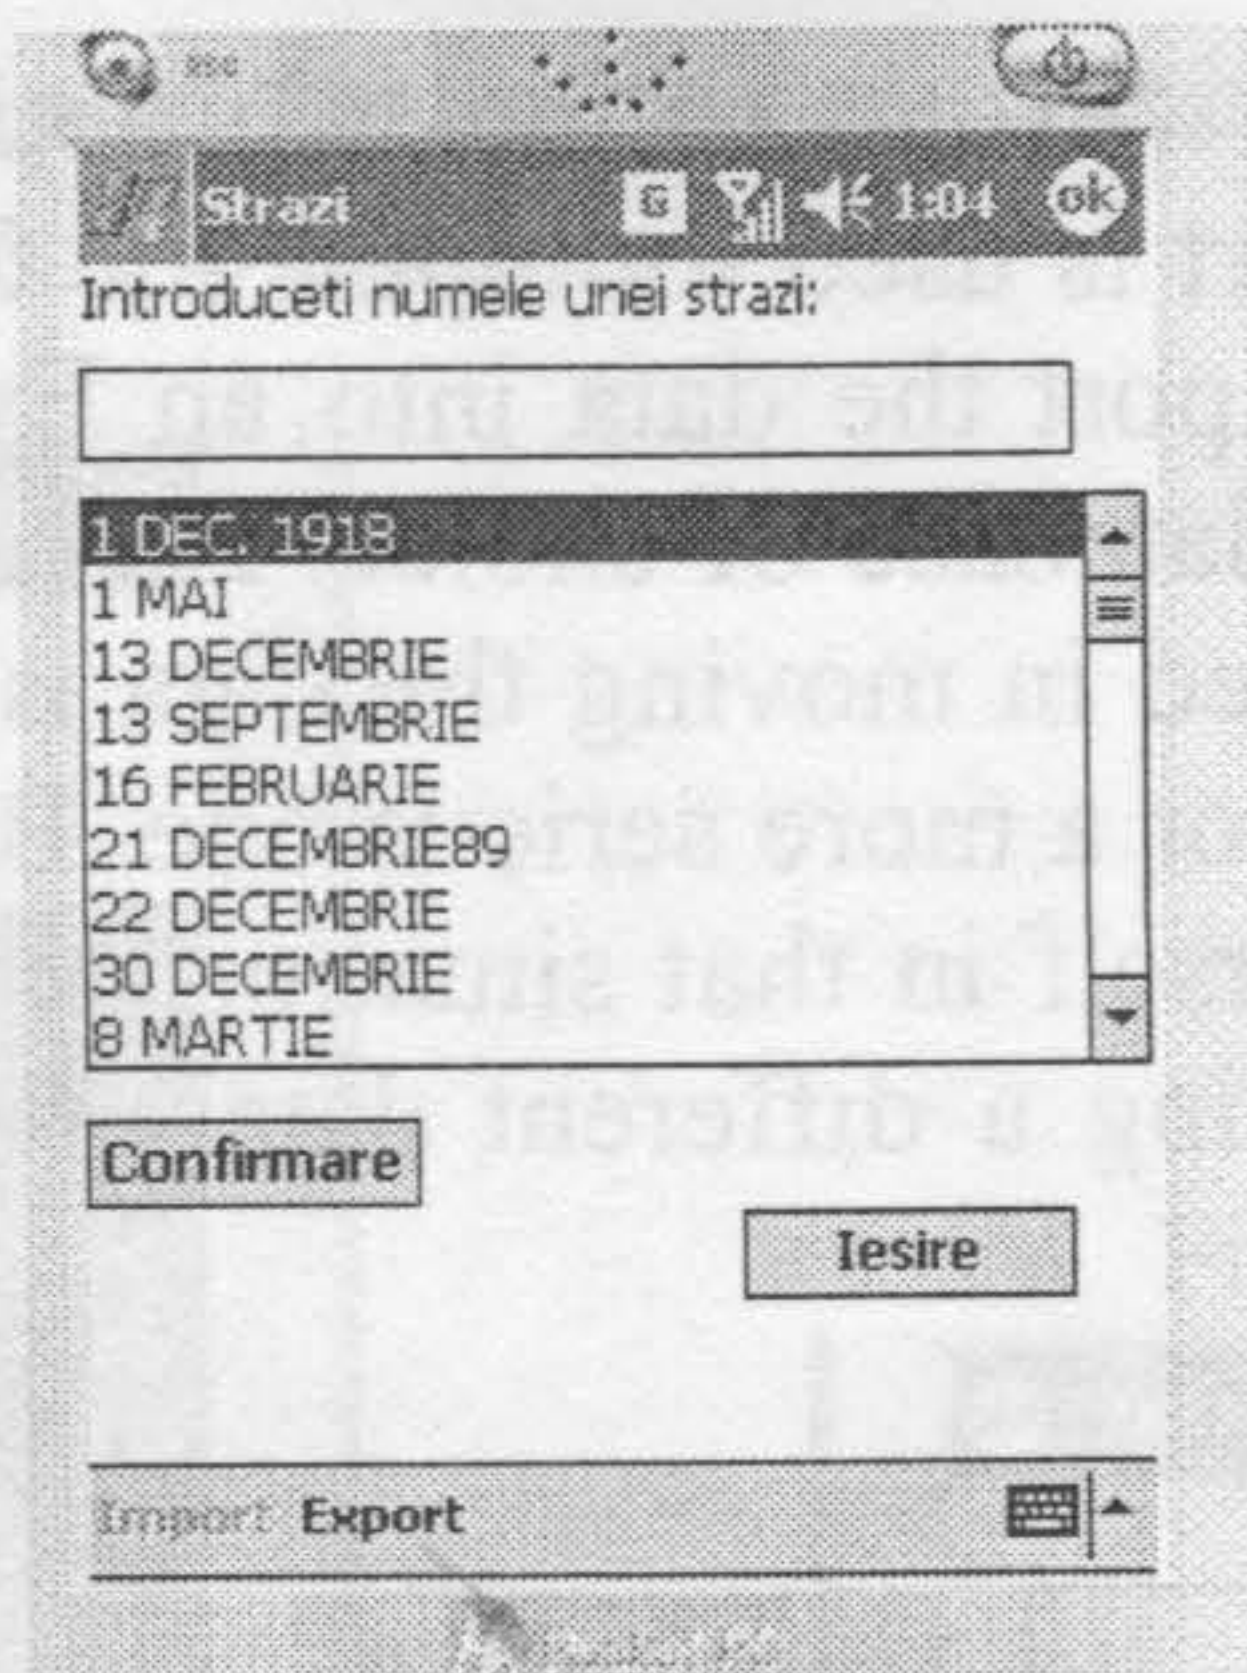 Strazi G 1:04 ok
Introduceti numele unei strazi:
1 DEC. 1918
1 MAI
13 DECEMBRIE
13 SEPTEMBRIE
16 FEBRUARIE
21 DECEMBRIE89
22 DECEMBRIE
30 DECEMBRIE
8 MARTIE
Confirmare
Iesire
Import Export